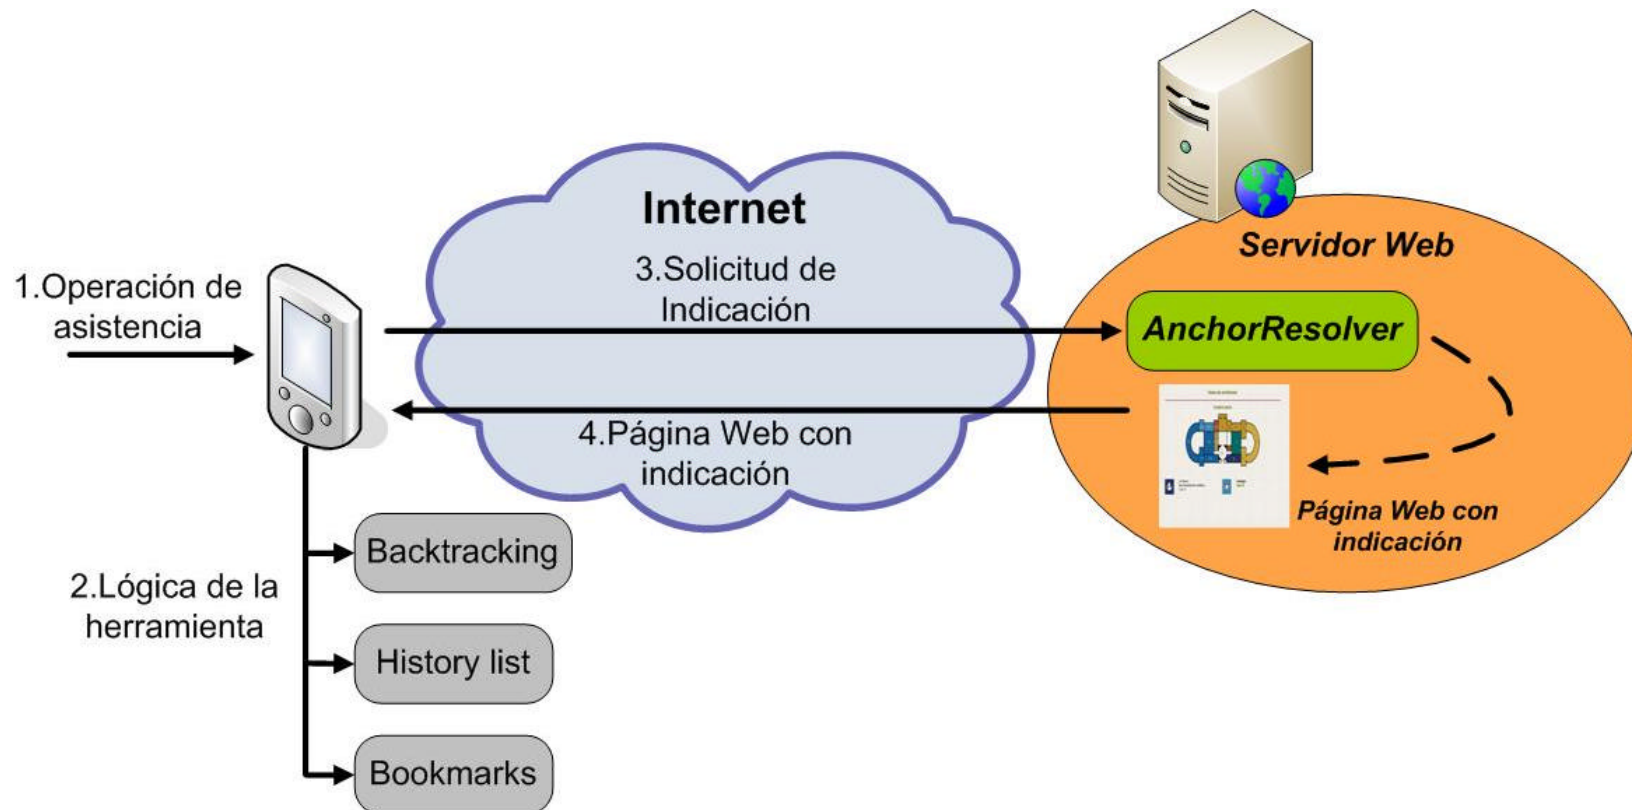 Internet
Servidor Web
1.Operación de
asistencia
3.Solicitud de
Indicación
AnchorResolver
4.Página Web con
indicación
Página Web con
indicación
2.Lógica de la
herramienta
Backtracking
History list
Bookmarks